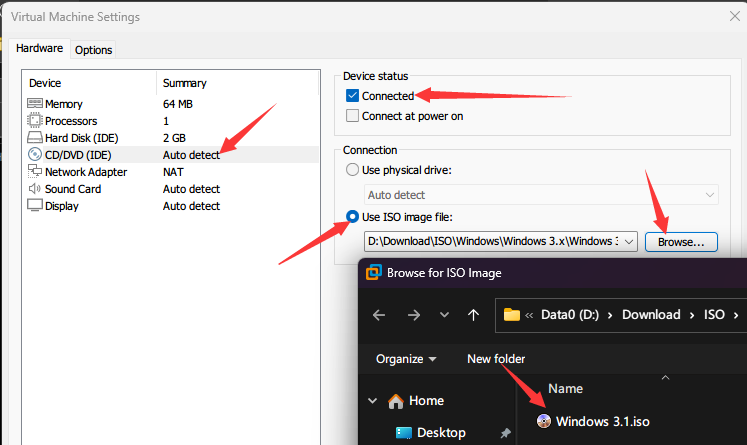 Virtual Machine Settings
Hardware Options
Device Summary
Memory 64 MB
Processors 1
Hard Disk (IDE) 2 GB
CD/DVD (IDE) Auto detect
Network Adapter NAT
Sound Card Auto detect
Display Auto detect
Device status
Connected
Connect at power on
Connection
Use physical drive:
Auto detect
Use ISO image file:
D:\Download\ISO\Windows\Windows 3.x\Windows 3 Browse...
Browse for ISO Image
« Data0 (D:) > Download > ISO >
Organize New folder
Name
Home
Desktop
Windows 3.1.iso